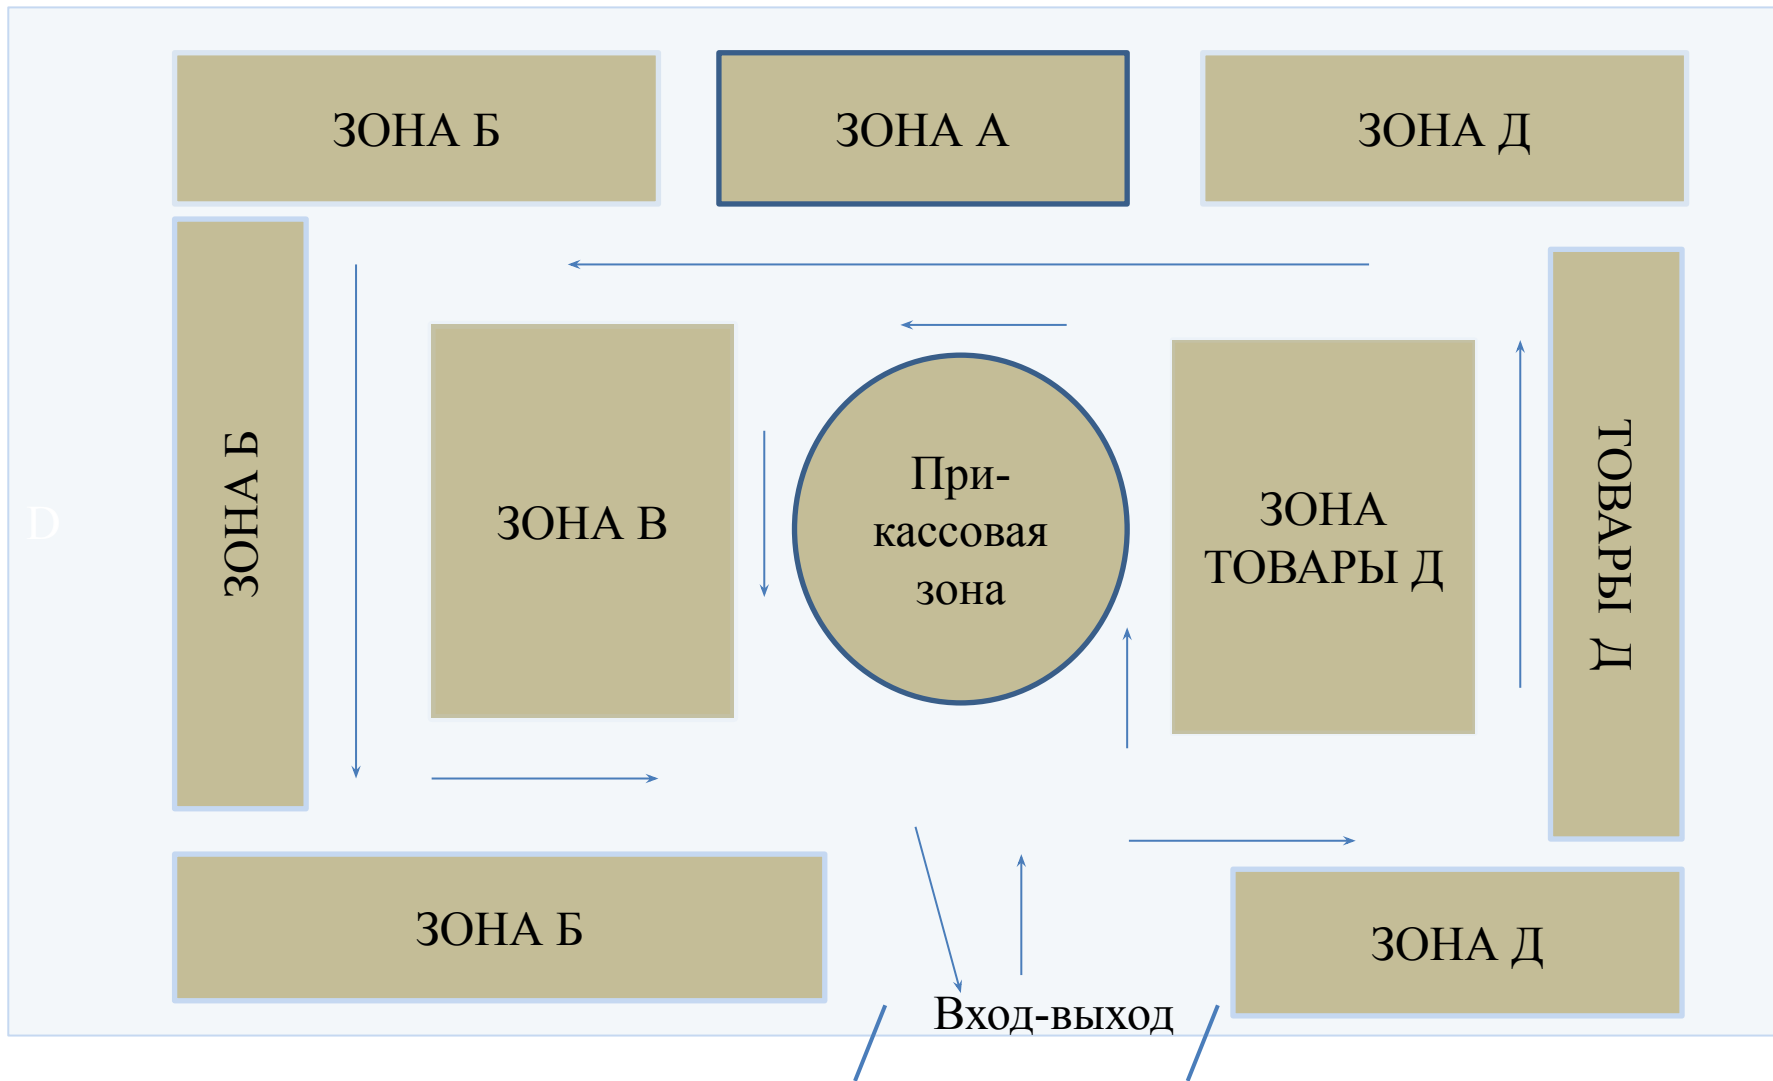 ЗОНА Б
ЗОНА А
ЗОНА Д
ЗОНА Б
D
ЗОНА В
При-
кассовая
зона
ЗОНА
ТОВАРЫ Д
ТОВАРЫ Д
ЗОНА Б
ЗОНА Д
Вход-выход